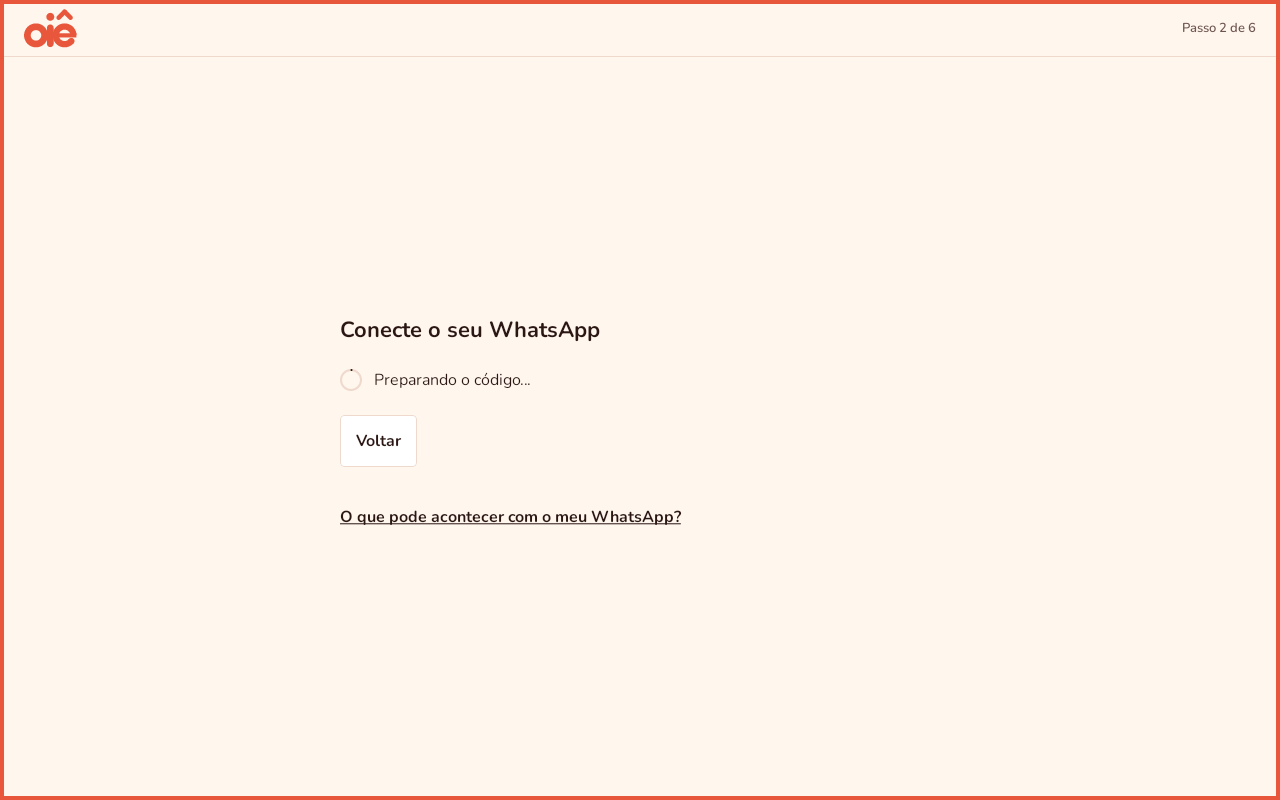 oiê
Passo 2 de 6
Conecte o seu WhatsApp
Preparando o código...
Voltar
O que pode acontecer com o meu WhatsApp?